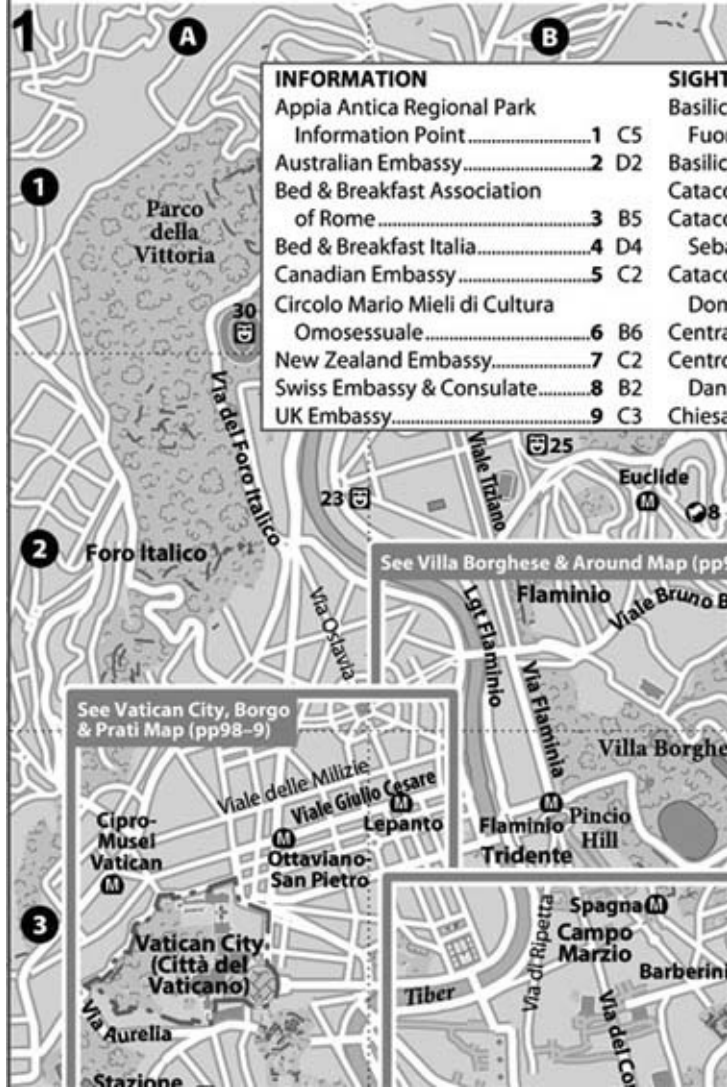 1
A
B
INFORMATION
Appia Antica Regional Park
Information Point 1 C5
Australian Embassy 2 D2
Bed & Breakfast Association
of Rome 3 B5
Bed & Breakfast Italia 4 D4
Canadian Embassy 5 C2
Circolo Mario Mieli di Cultura
Omosessuale 6 B6
New Zealand Embassy 7 C2
Swiss Embassy & Consulate 8 B2
UK Embassy 9 C3
SIGHT
Basilic
Fuor
Basilic
Cataco
Cataco
Seba
Cataco
Dom
Centra
Centro
Dan
Chiesa
1
Parco
della
Vittoria
30
Via del Foro Italico
25
Viale Tiziano
Euclide
M
8
23
2
Foro Italico
See Villa Borghese & Around Map (pp9
Flaminio
Viale Bruno B
Via Oslavia
Lgt Flaminio
Via Flaminia
See Vatican City, Borgo
& Prati Map (pp98–9)
Villa Borghe
Viale delle Milizie
Viale Giulio Cesare
M
Lepanto
Cipro-
Musei
Vatican
M
M
Ottaviano-
San Pietro
M
Flaminio
Pincio
Hill
Tridente
3
Spagna M
Campo
Marzio
Barberini
Vatican City
(Città del
Vaticano)
Tiber
Via di Ripetta
Via del Co
Via Aurelia
Stazione